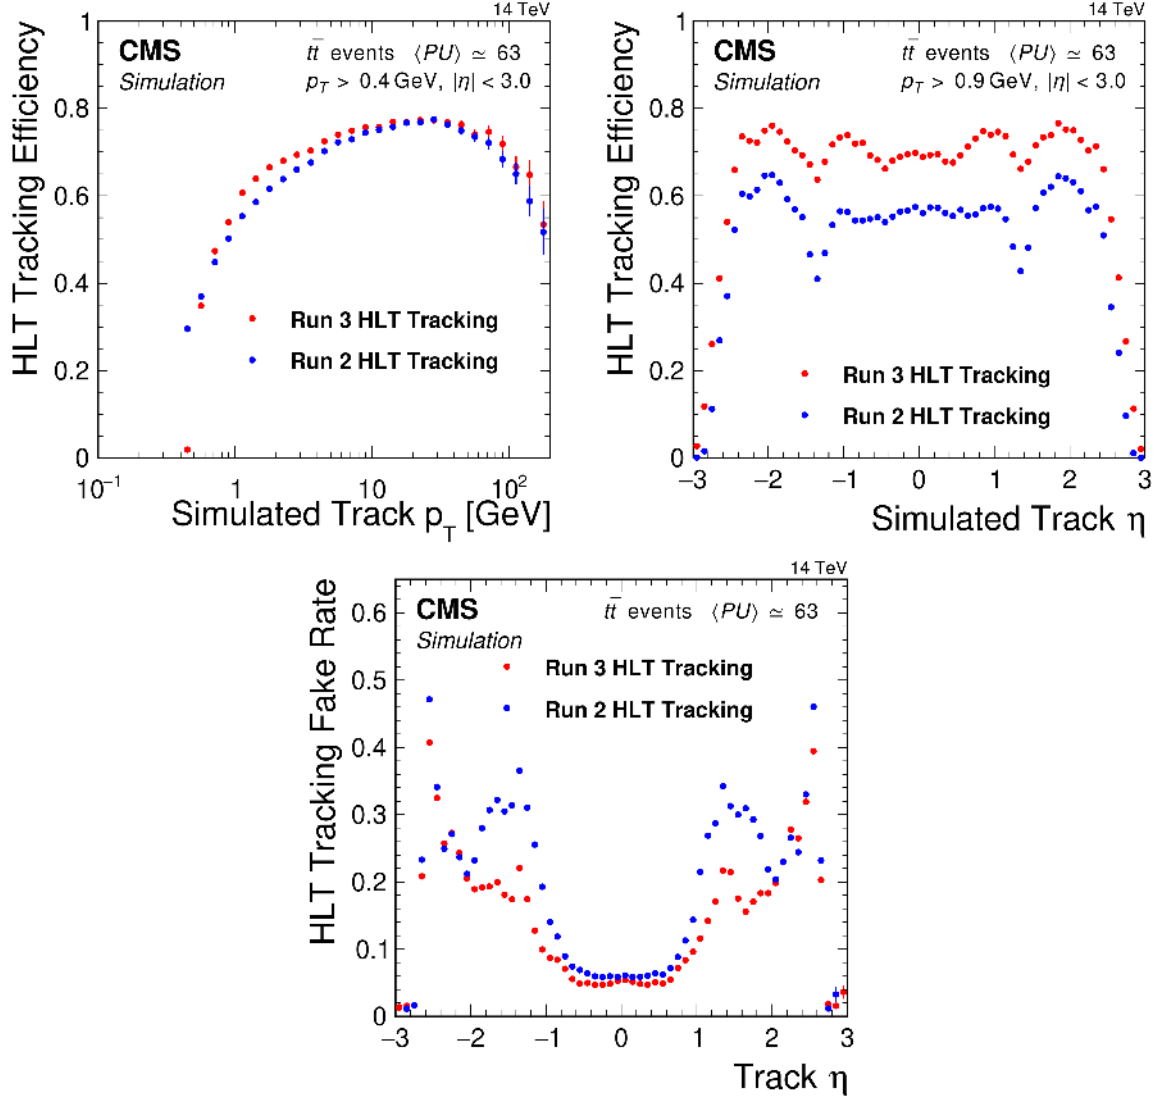 14 TeV
CMS
Simulation
tt̅ events ⟨PU⟩ ≃ 63
p_T > 0.4 GeV, |η| < 3.0
HLT Tracking Efficiency
1
0.8
0.6
0.4
0.2
0
Run 3 HLT Tracking
Run 2 HLT Tracking
10⁻¹ 1 10 10²
Simulated Track p_T [GeV]
14 TeV
CMS
Simulation
tt̅ events ⟨PU⟩ ≃ 63
p_T > 0.9 GeV, |η| < 3.0
HLT Tracking Efficiency
1
0.8
0.6
0.4
0.2
0
Run 3 HLT Tracking
Run 2 HLT Tracking
−3 −2 −1 0 1 2 3
Simulated Track η
14 TeV
CMS
Simulation
tt̅ events ⟨PU⟩ ≃ 63
HLT Tracking Fake Rate
0.6
0.5
0.4
0.3
0.2
0.1
0
Run 3 HLT Tracking
Run 2 HLT Tracking
−3 −2 −1 0 1 2 3
Track η